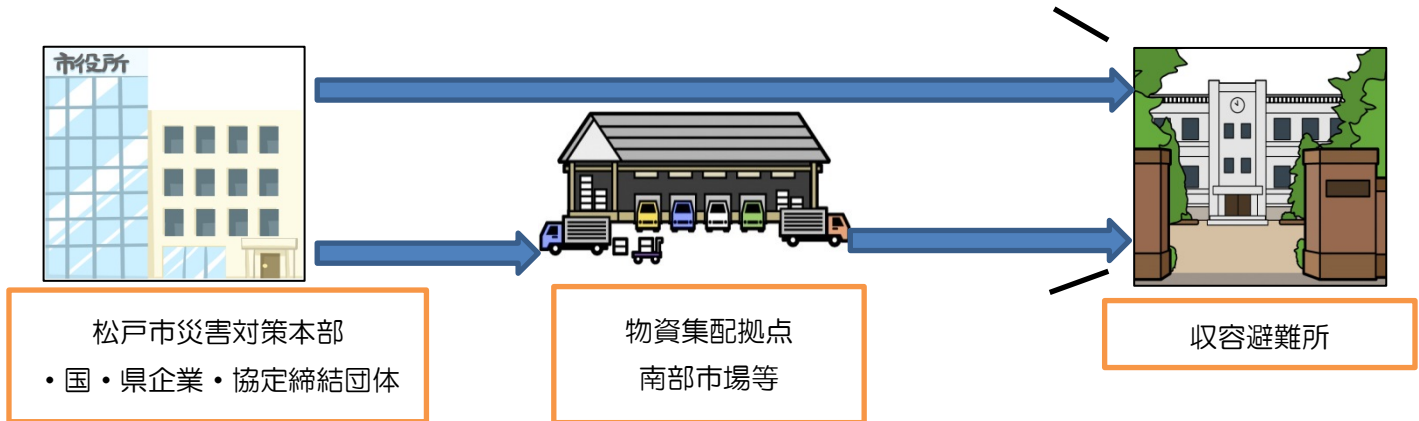 市役所
松戸市災害対策本部
・国・県企業・協定締結団体
物資集配拠点
南部市場等
収容避難所